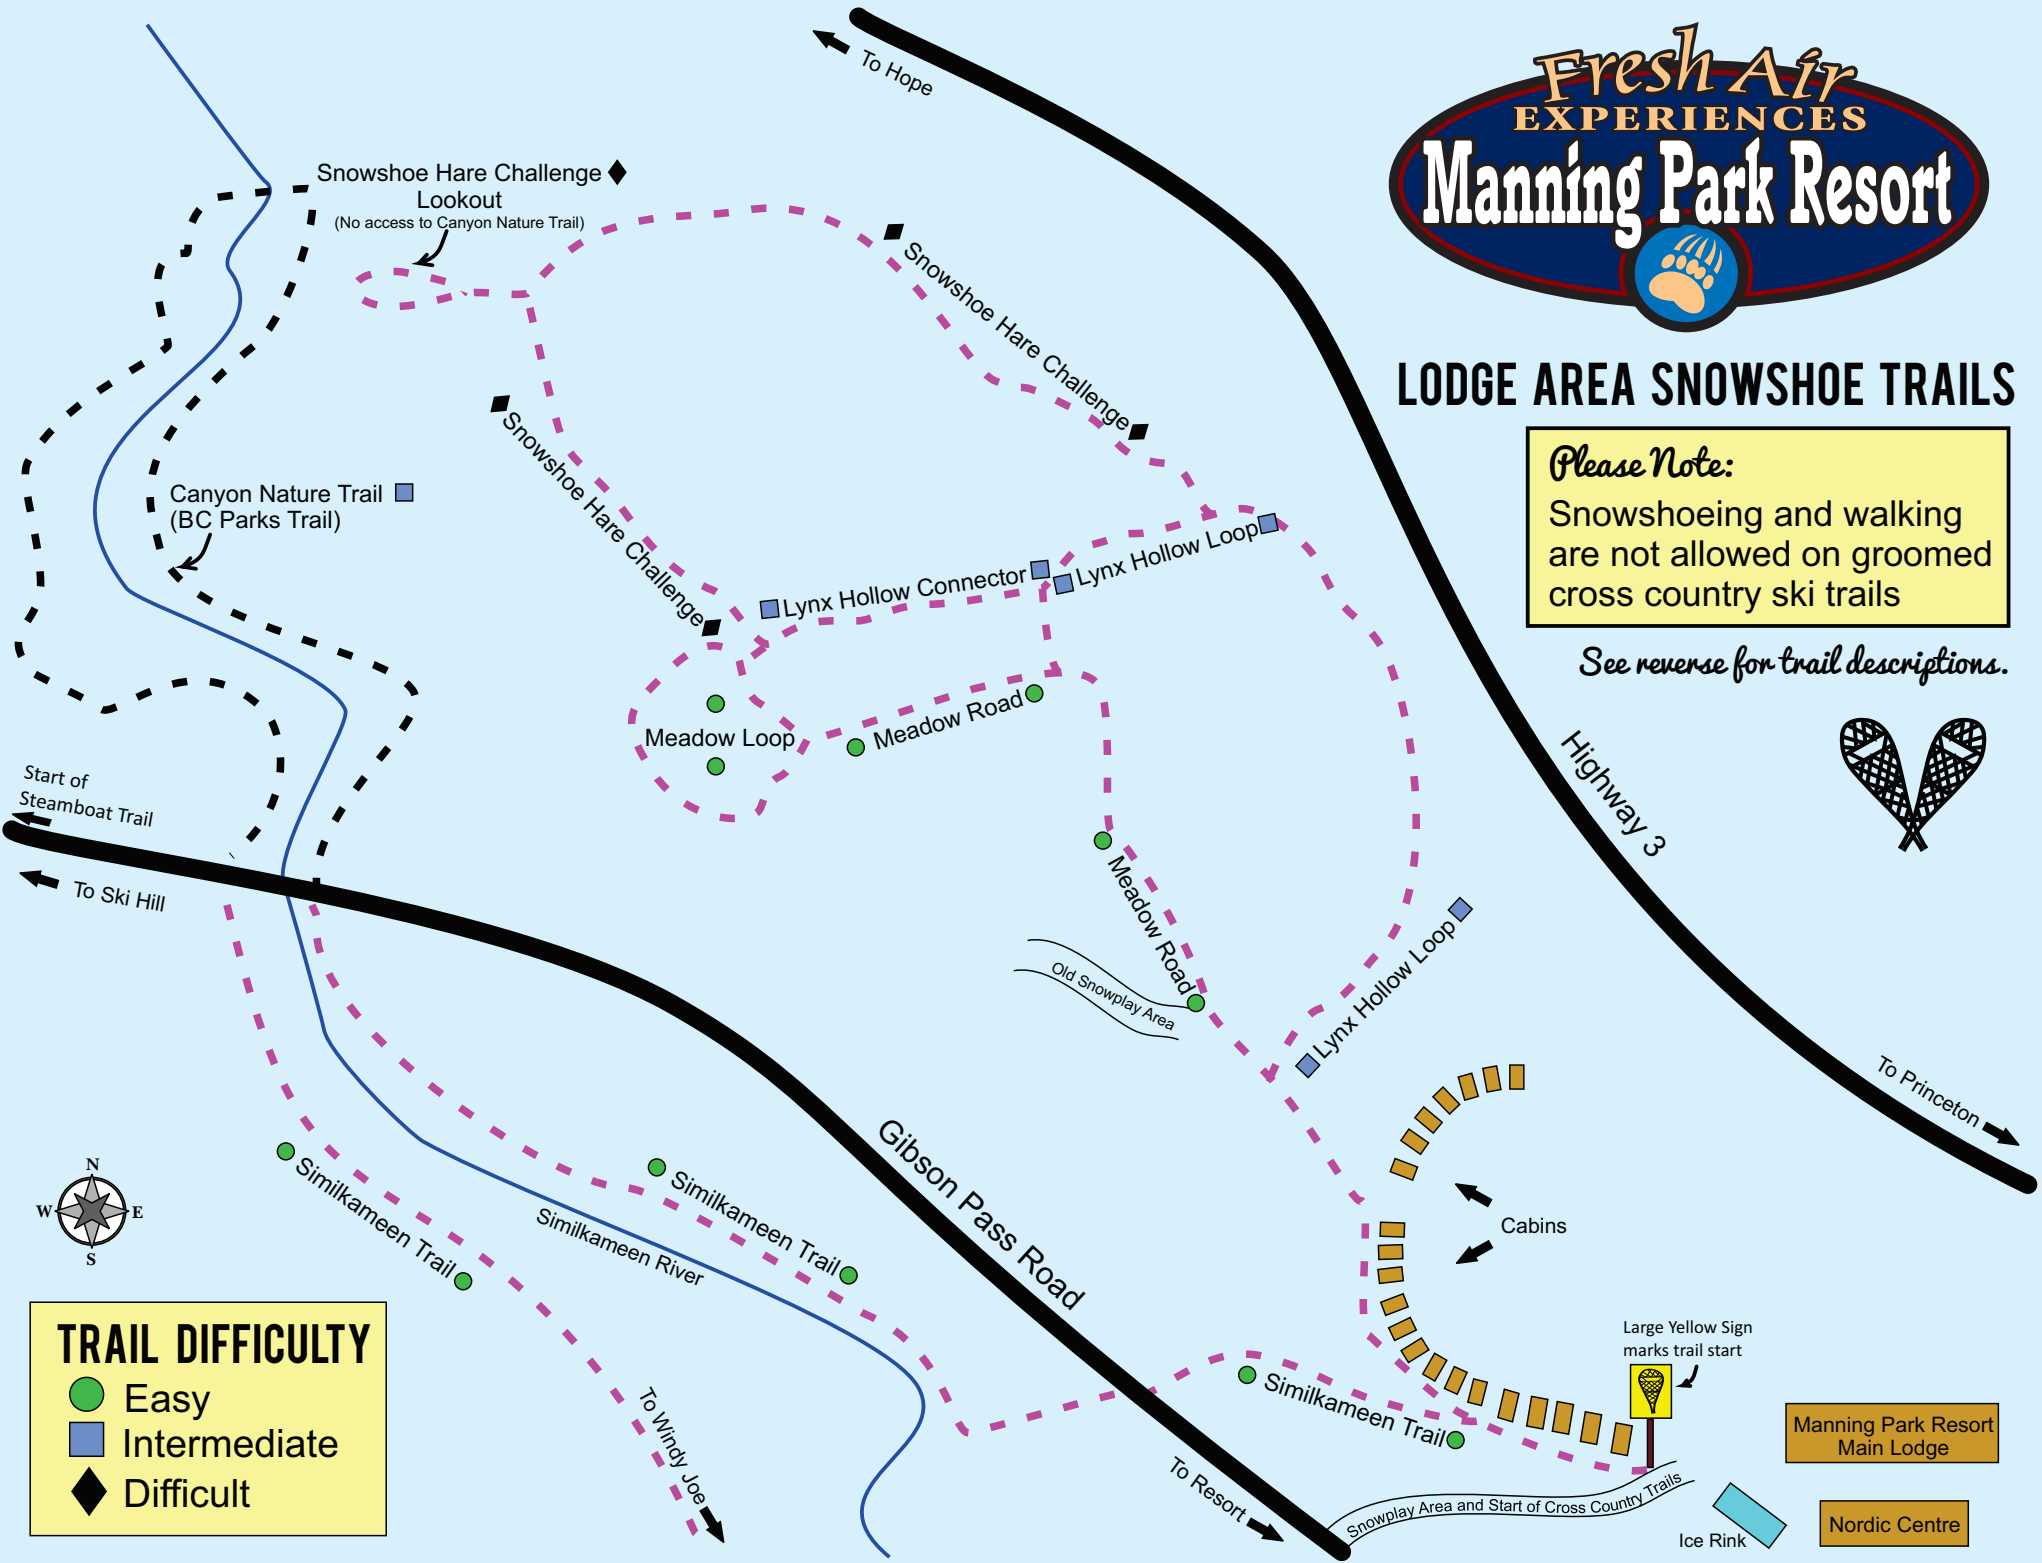 Fresh Air
EXPERIENCES
Manning Park Resort
LODGE AREA SNOWSHOE TRAILS
Please Note:
Snowshoeing and walking
are not allowed on groomed
cross country ski trails
See reverse for trail descriptions.
To Hope
Snowshoe Hare Challenge
Lookout
(No access to Canyon Nature Trail)
Snowshoe Hare Challenge
Snowshoe Hare Challenge
Canyon Nature Trail
(BC Parks Trail)
Lynx Hollow Connector
Lynx Hollow Loop
Meadow Loop
Meadow Road
Highway 3
Start of
Steamboat Trail
To Ski Hill
Meadow Road
Old Snowplay Area
Lynx Hollow Loop
To Princeton
Gibson Pass Road
Similkameen Trail
Similkameen Trail
Similkameen River
Cabins
N
W
E
S
TRAIL DIFFICULTY
Easy
Intermediate
Difficult
To Windy Joe
Similkameen Trail
Large Yellow Sign
marks trail start
To Resort
Snowplay Area and Start of Cross Country Trails
Manning Park Resort
Main Lodge
Ice Rink
Nordic Centre